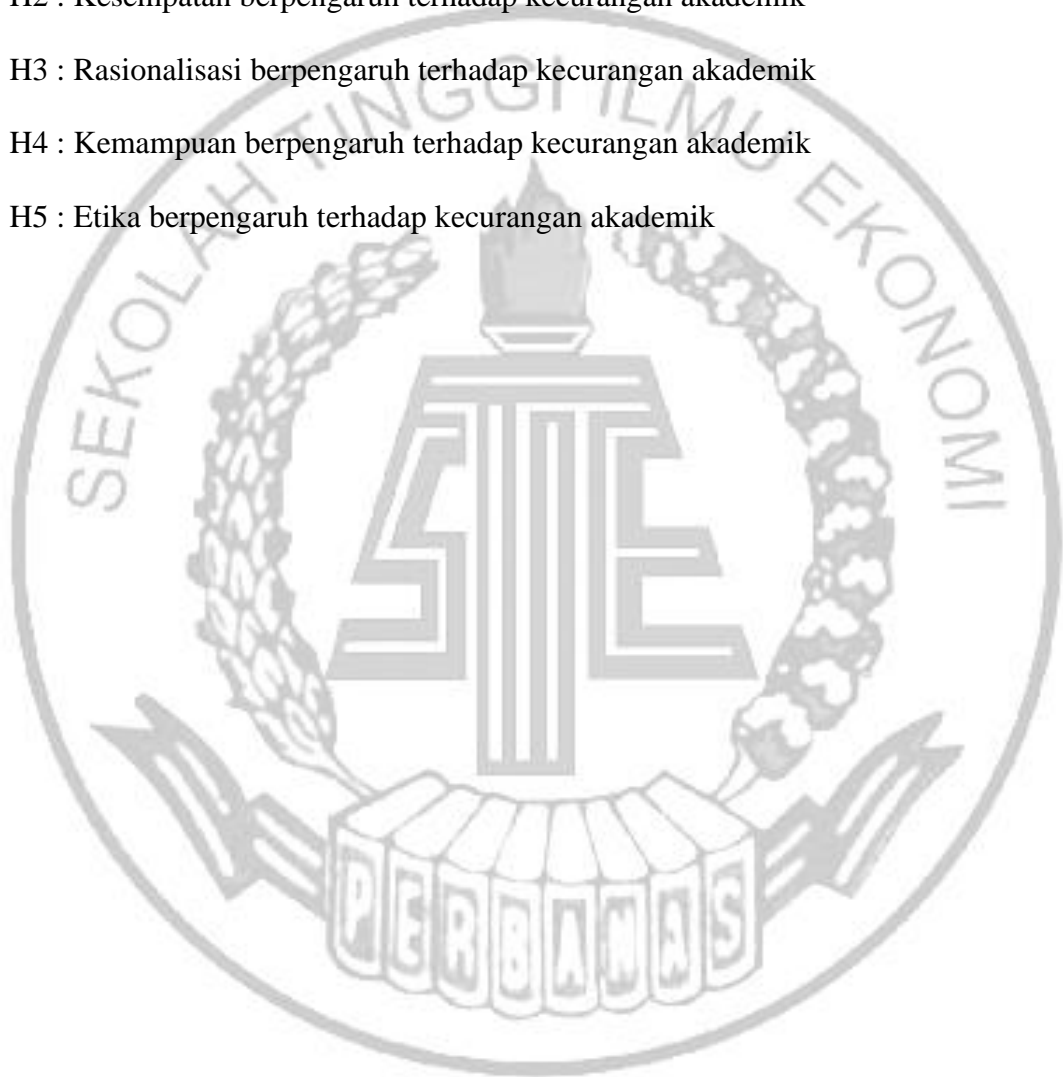 H2 : Kesempatan berpengaruh terhadap kecurangan akademik
H3 : Rasionalisasi berpengaruh terhadap kecurangan akademik
H4 : Kemampuan berpengaruh terhadap kecurangan akademik
H5 : Etika berpengaruh terhadap kecurangan akademik
SEKOLAH TINGGI ILMU EKONOMI
STIE
PERBANAS